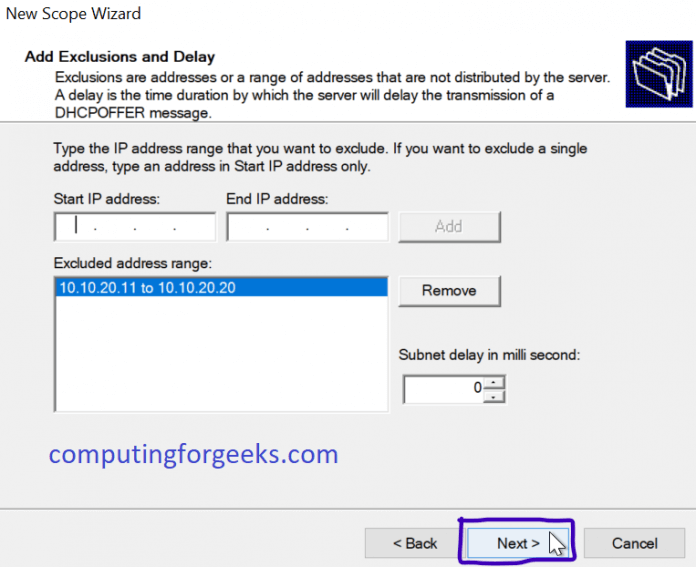 New Scope Wizard
Add Exclusions and Delay
Exclusions are addresses or a range of addresses that are not distributed by the server.
A delay is the time duration by which the server will delay the transmission of a
DHCPOFFER message.
Type the IP address range that you want to exclude. If you want to exclude a single
address, type an address in Start IP address only.
Start IP address:
End IP address:
Add
Excluded address range:
10.10.20.11 to 10.10.20.20
Remove
Subnet delay in milli second:
0
computingforgeeks.com
< Back
Next >
Cancel